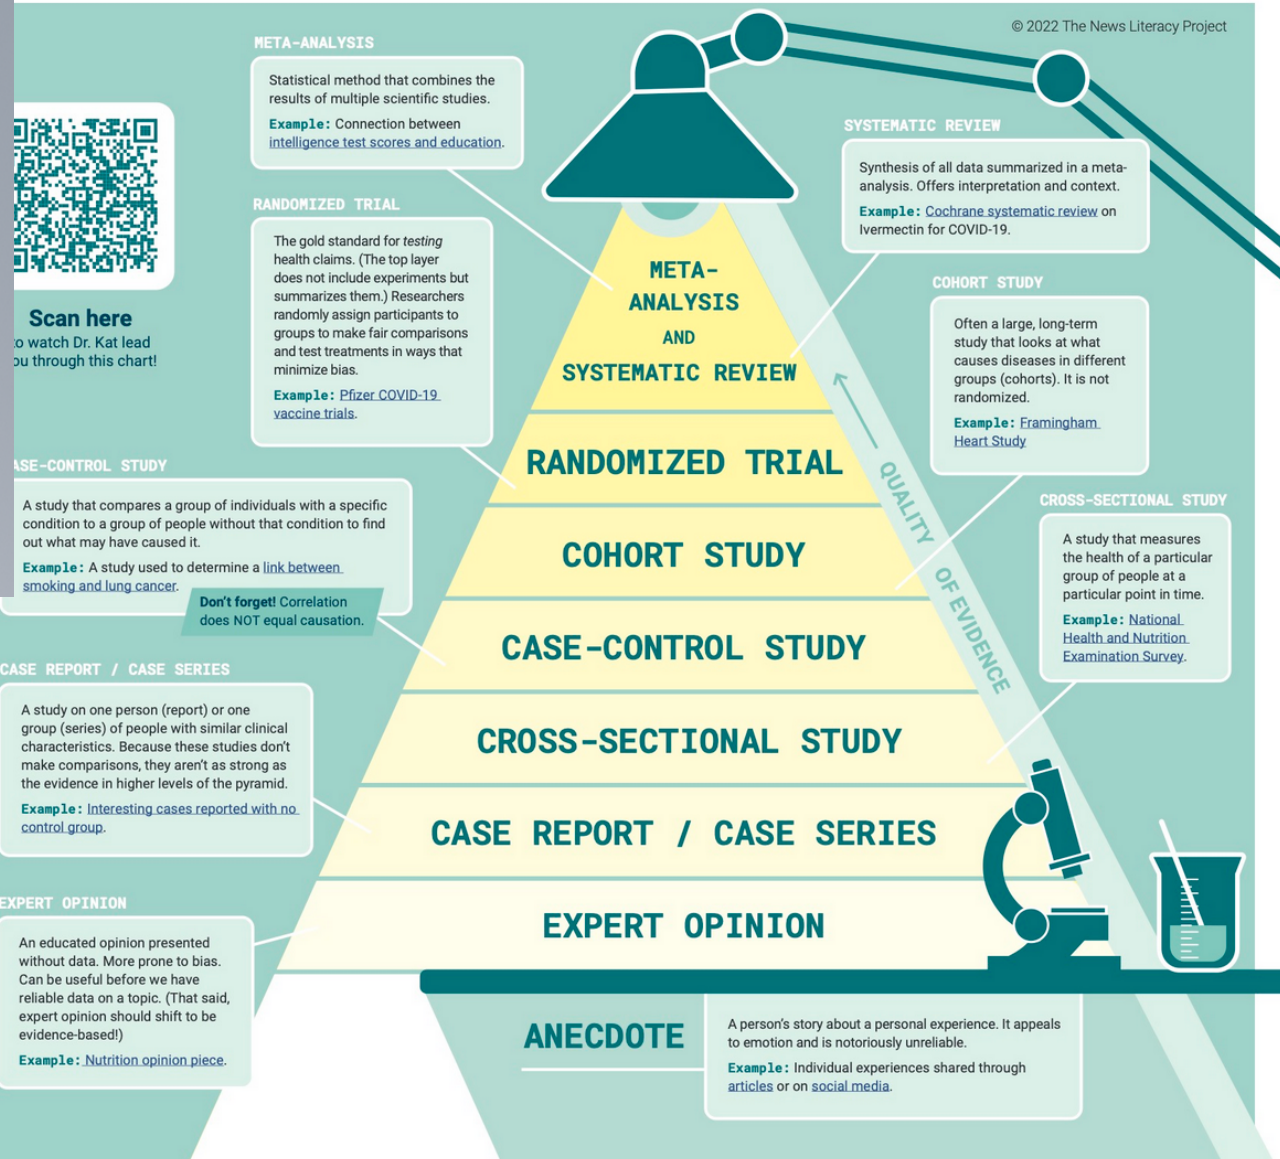 © 2022 The News Literacy Project
META-ANALYSIS
Statistical method that combines the
results of multiple scientific studies.
Example: Connection between
intelligence test scores and education.
SYSTEMATIC REVIEW
Synthesis of all data summarized in a meta-
analysis. Offers interpretation and context.
Example: Cochrane systematic review on
Ivermectin for COVID-19.
RANDOMIZED TRIAL
The gold standard for testing
health claims. (The top layer
does not include experiments but
summarizes them.) Researchers
randomly assign participants to
groups to make fair comparisons
and test treatments in ways that
minimize bias.
Example: Pfizer COVID-19
vaccine trials.
Scan here
to watch Dr. Kat lead
ou through this chart!
COHORT STUDY
Often a large, long-term
study that looks at what
causes diseases in different
groups (cohorts). It is not
randomized.
Example: Framingham
Heart Study
META-
ANALYSIS
AND
SYSTEMATIC REVIEW
RANDOMIZED TRIAL
COHORT STUDY
CASE-CONTROL STUDY
CROSS-SECTIONAL STUDY
CASE REPORT / CASE SERIES
EXPERT OPINION
QUALITY OF EVIDENCE
ASE-CONTROL STUDY
A study that compares a group of individuals with a specific
condition to a group of people without that condition to find
out what may have caused it.
Example: A study used to determine a link between
smoking and lung cancer.
Don't forget! Correlation
does NOT equal causation.
CROSS-SECTIONAL STUDY
A study that measures
the health of a particular
group of people at a
particular point in time.
Example: National
Health and Nutrition
Examination Survey.
CASE REPORT / CASE SERIES
A study on one person (report) or one
group (series) of people with similar clinical
characteristics. Because these studies don't
make comparisons, they aren't as strong as
the evidence in higher levels of the pyramid.
Example: Interesting cases reported with no
control group.
EXPERT OPINION
An educated opinion presented
without data. More prone to bias.
Can be useful before we have
reliable data on a topic. (That said,
expert opinion should shift to be
evidence-based!)
Example: Nutrition opinion piece.
ANECDOTE
A person's story about a personal experience. It appeals
to emotion and is notoriously unreliable.
Example: Individual experiences shared through
articles or on social media.